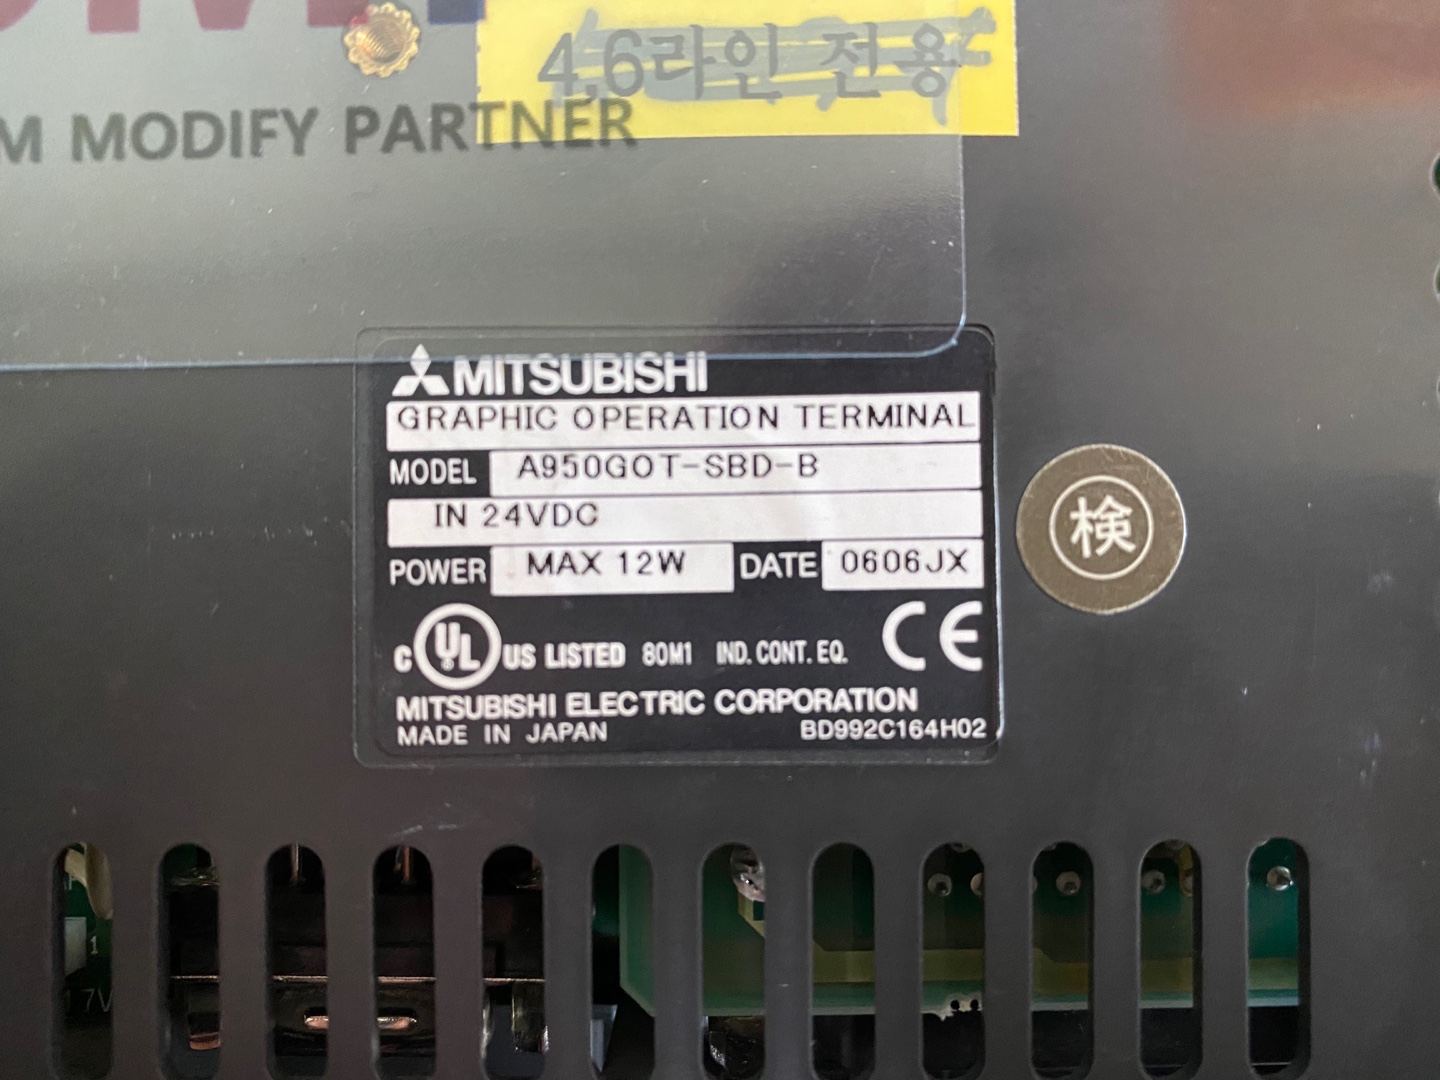 4,6라인 전용
M MODIFY PARTNER
MITSUBISHI
GRAPHIC OPERATION TERMINAL
MODEL A950GOT-SBD-B
IN 24VDC
POWER MAX 12W DATE 0606JX
検
c UL US LISTED 80M1 IND. CONT. EQ. CE
MITSUBISHI ELECTRIC CORPORATION
MADE IN JAPAN BD992C164H02
1
7V